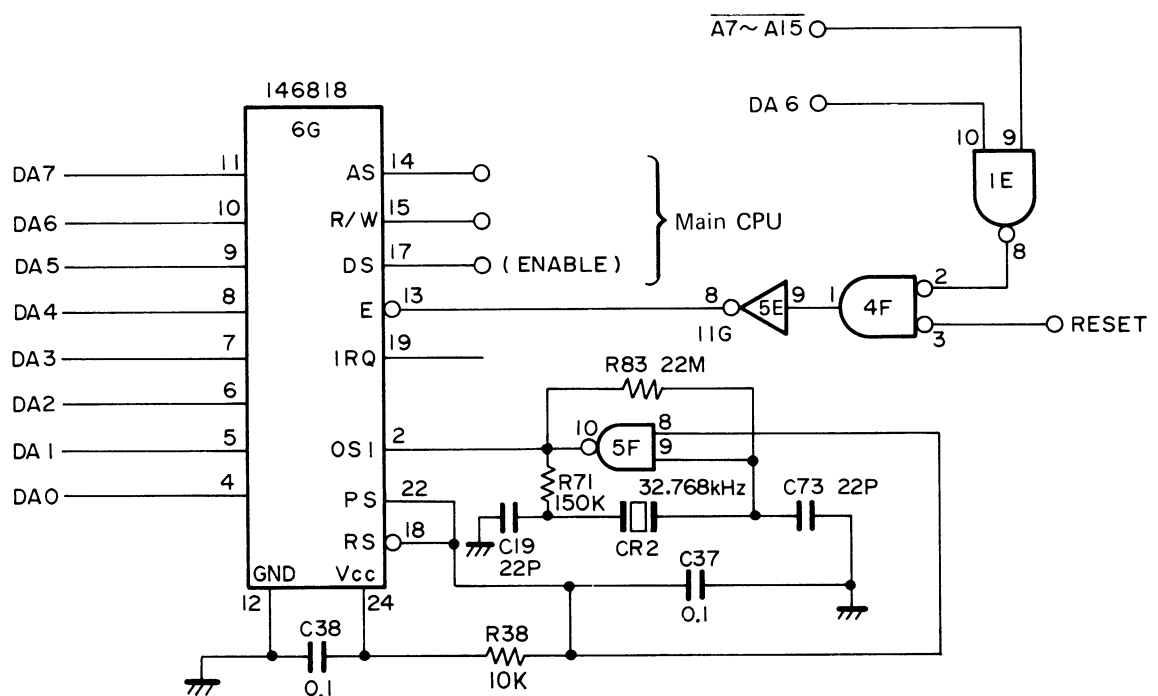 A7~A15
146818
6G
DA 6
10 9
1E
8
DA7 11 AS 14
DA6 10 R/W 15 Main CPU
DA5 9 DS 17 (ENABLE)
DA4 8 E 13 8 5E 9 1 4F 2
11G 3 RESET
DA3 7 IRQ 19
R83 22M
DA2 6
10 5F 8
9
DA1 5 OSI 2
R71
150K 32.768kHz C73 22P
DA0 4 PS 22
RS 18 C19 CR2
22P C37
GND Vcc
12 24 0.1
C38 R38
0.1 10K